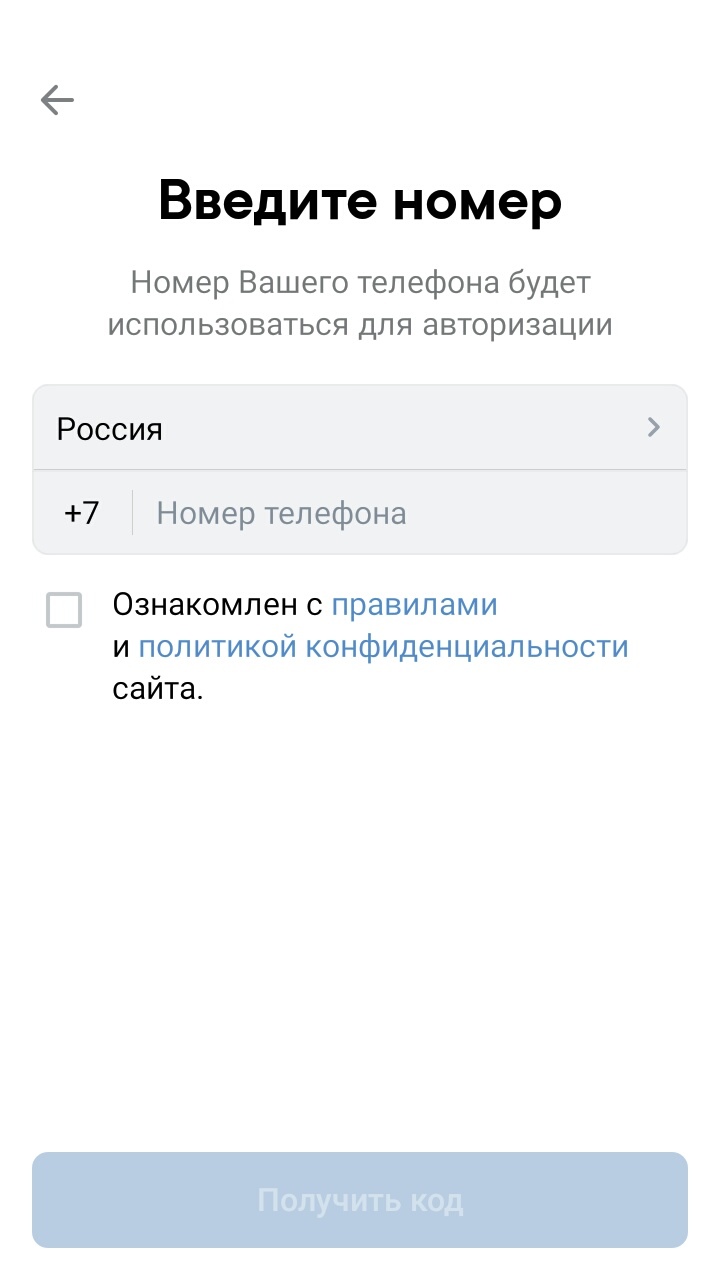 Введите номер
Номер Вашего телефона будет
использоваться для авторизации
Россия
+7 Номер телефона
Ознакомлен с правилами
и политикой конфиденциальности
сайта.
Получить код